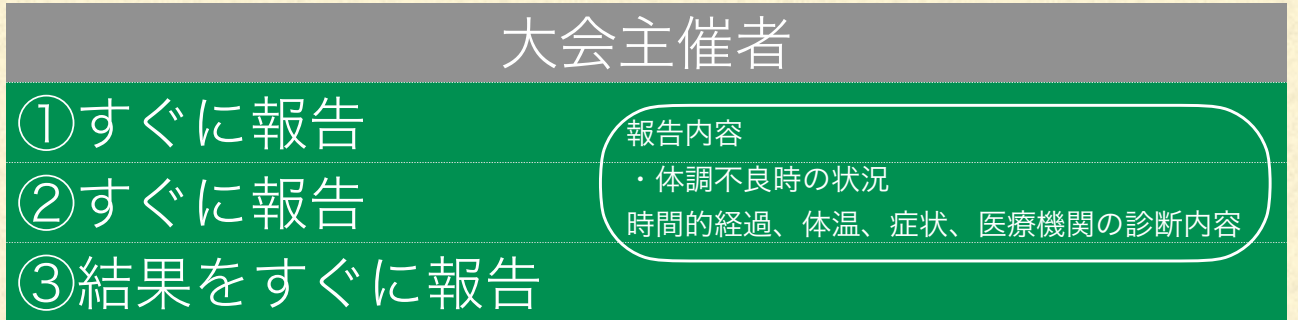 大会主催者
①すぐに報告
②すぐに報告
③結果をすぐに報告
報告内容
・体調不良時の状況
時間的経過、体温、症状、医療機関の診断内容